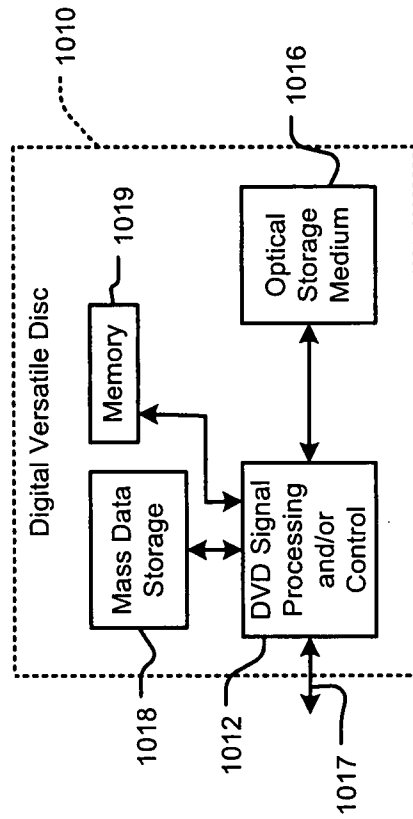 Digital Versatile Disc
1010
Mass Data
Storage
1018
Memory
1019
DVD Signal
Processing
and/or
Control
1012
Optical
Storage
Medium
1016
1017